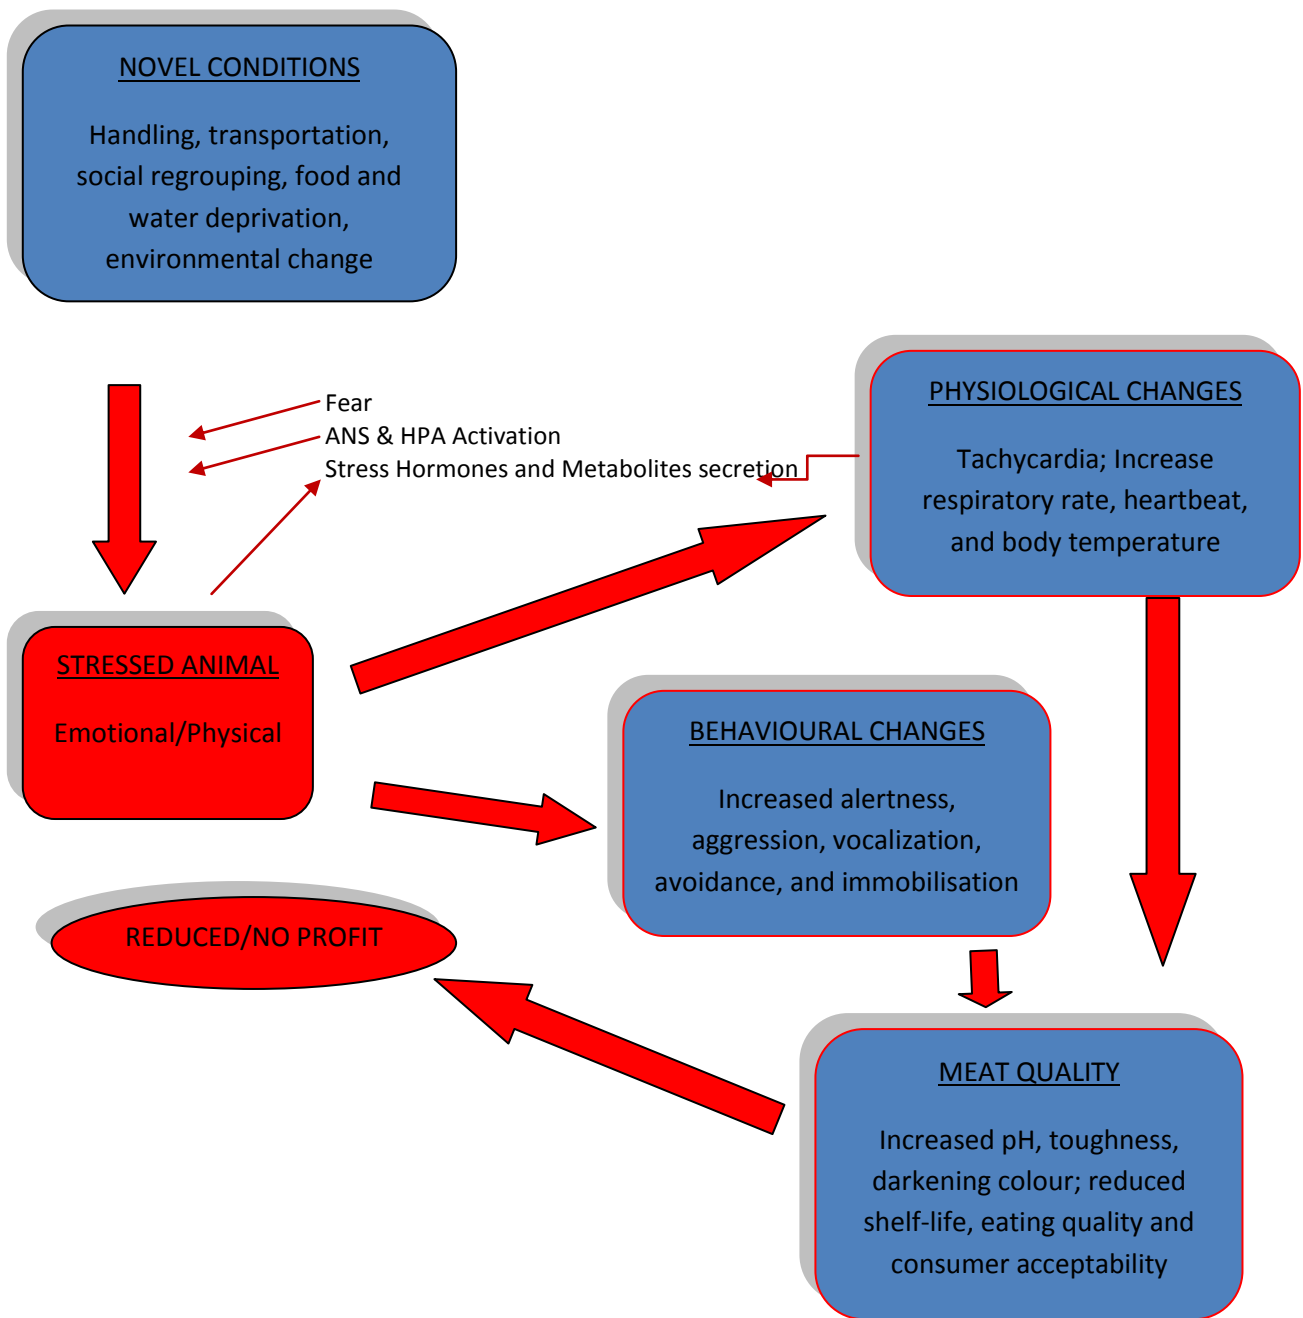 NOVEL CONDITIONS
Handling, transportation,
social regrouping, food and
water deprivation,
environmental change
Fear
ANS & HPA Activation
Stress Hormones and Metabolites secretion
PHYSIOLOGICAL CHANGES
Tachycardia; Increase
respiratory rate, heartbeat,
and body temperature
STRESSED ANIMAL
Emotional/Physical
BEHAVIOURAL CHANGES
Increased alertness,
aggression, vocalization,
avoidance, and immobilisation
REDUCED/NO PROFIT
MEAT QUALITY
Increased pH, toughness,
darkening colour; reduced
shelf-life, eating quality and
consumer acceptability